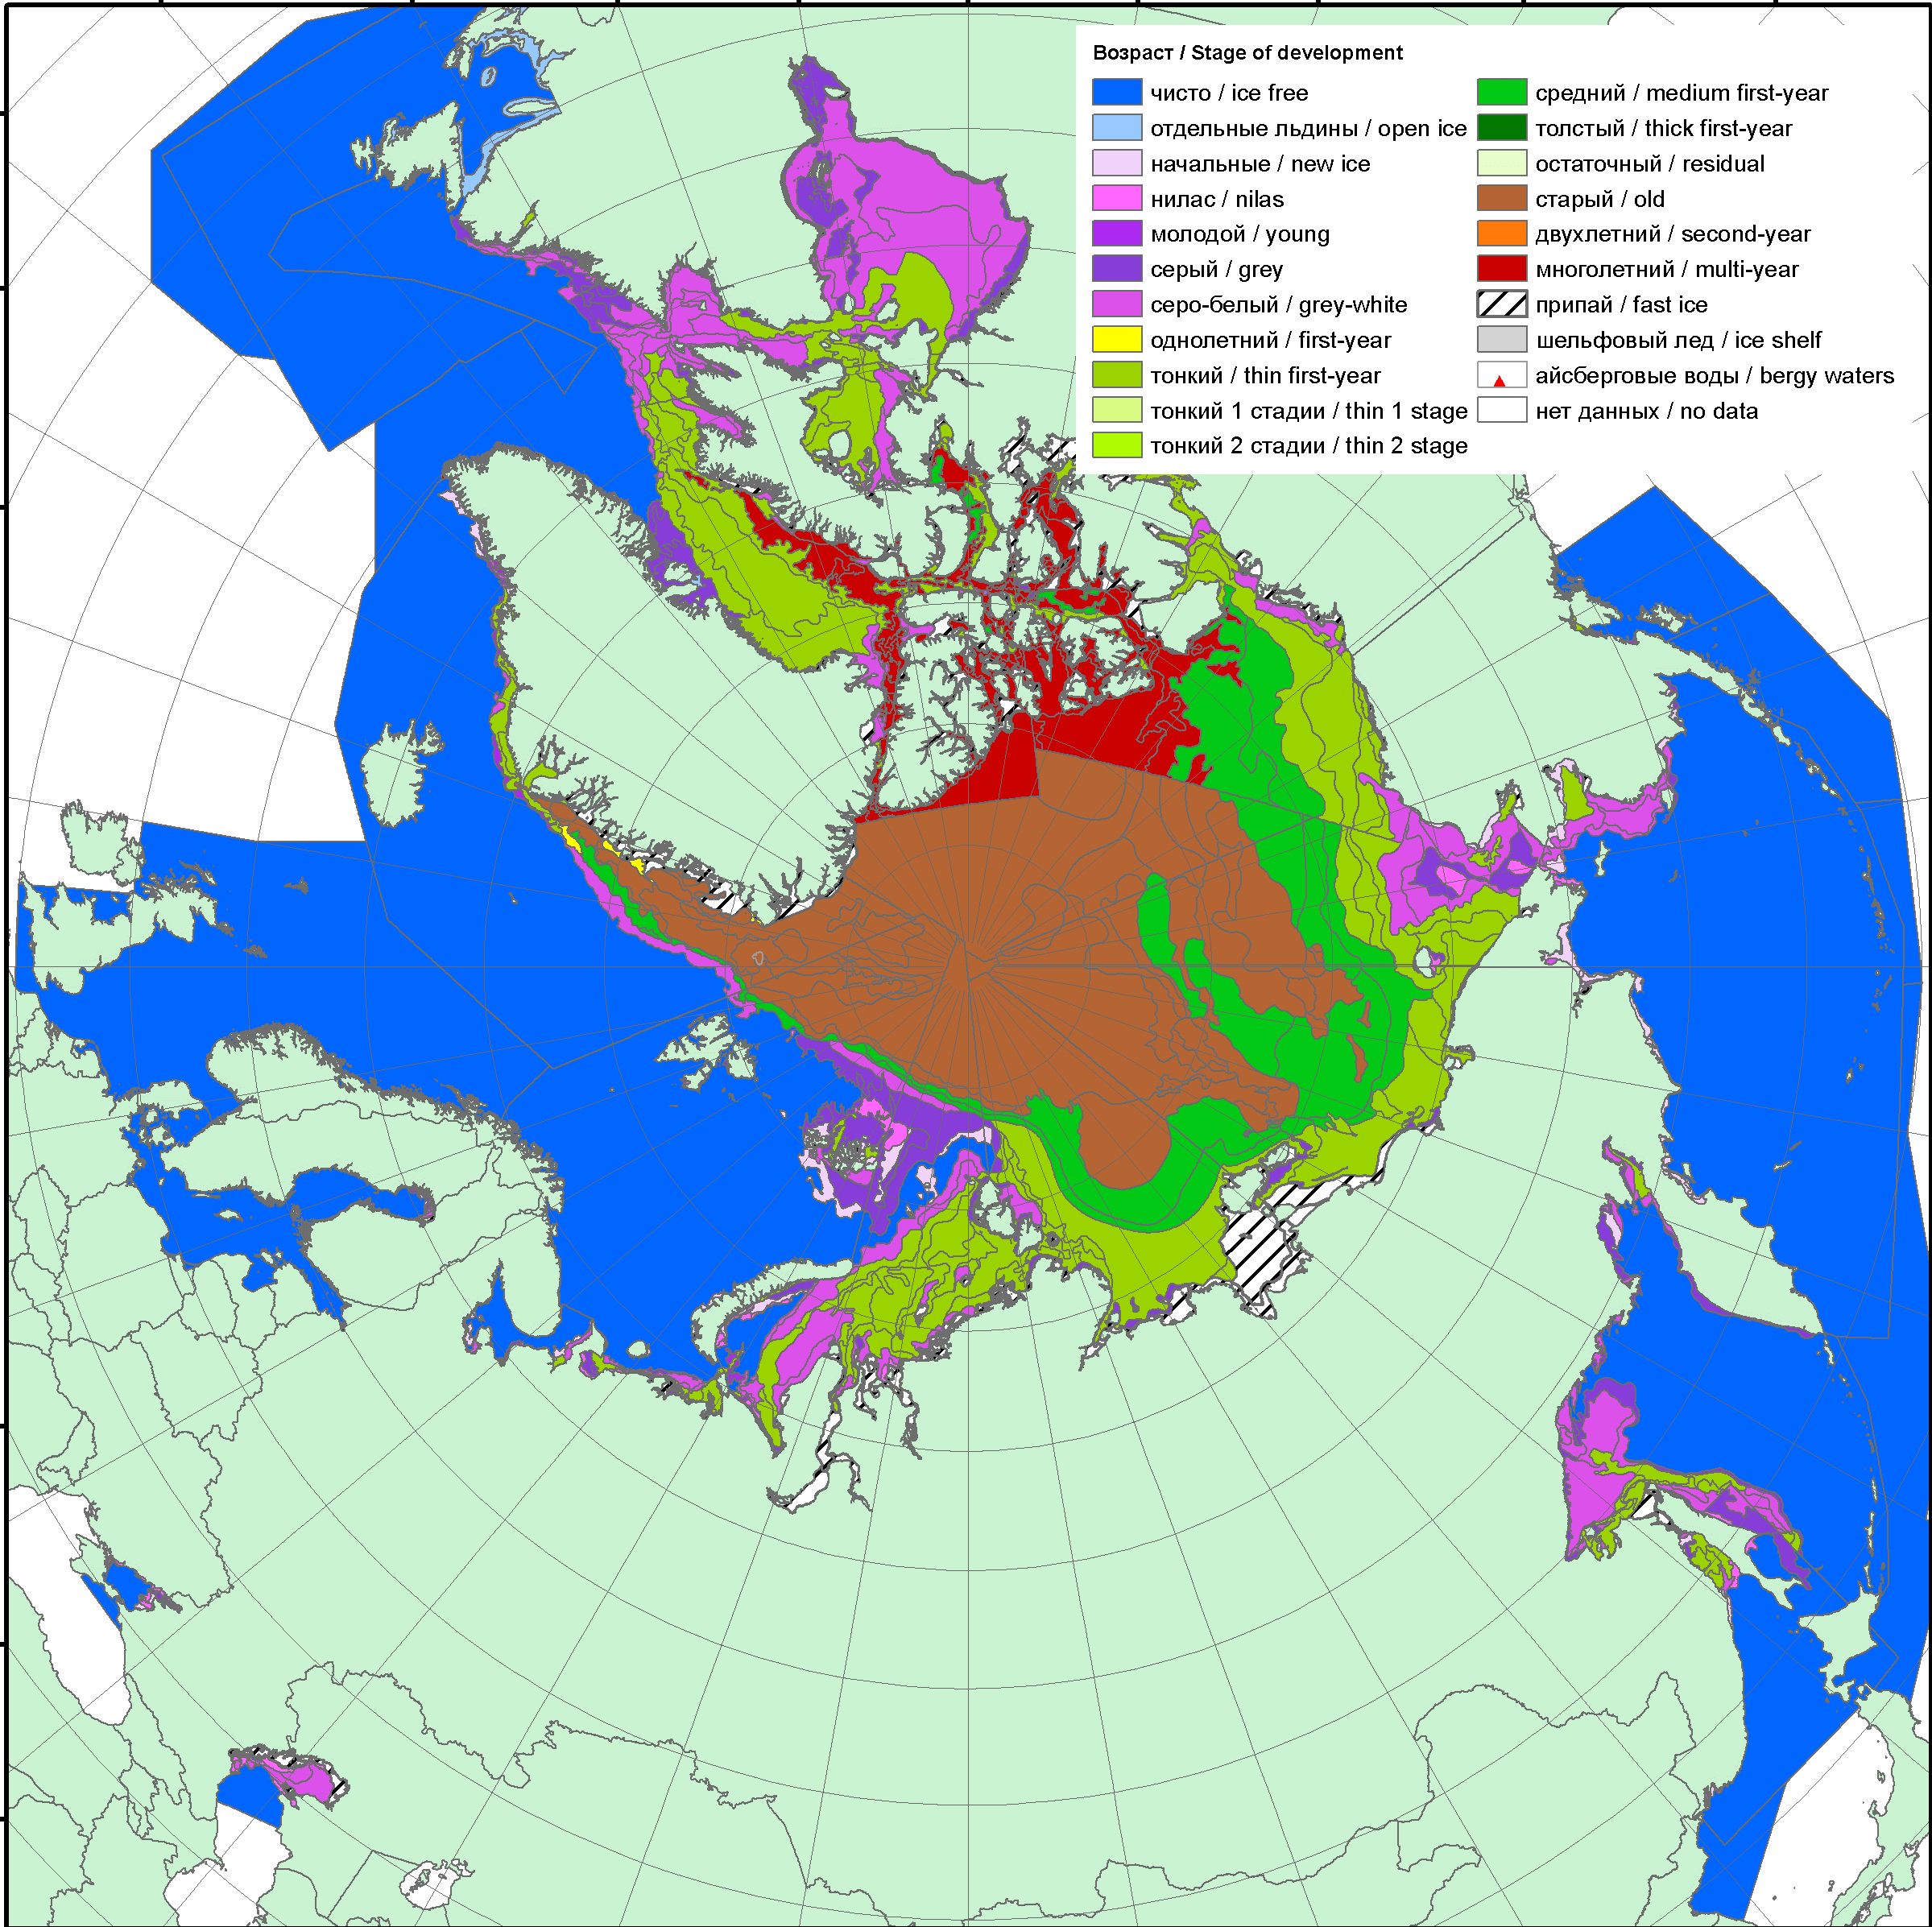 Возраст / Stage of development
чисто / ice free
отдельные льдины / open ice
начальные / new ice
нилас / nilas
молодой / young
серый / grey
серо-белый / grey-white
однолетний / first-year
тонкий / thin first-year
тонкий 1 стадии / thin 1 stage
тонкий 2 стадии / thin 2 stage
средний / medium first-year
толстый / thick first-year
остаточный / residual
старый / old
двухлетний / second-year
многолетний / multi-year
припай / fast ice
шельфовый лед / ice shelf
айсберговые воды / bergy waters
нет данных / no data